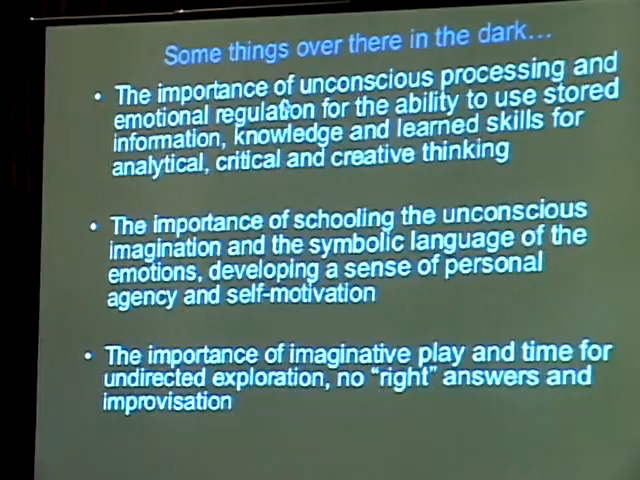 Some things over there in the dark...
• The importance of unconscious processing and
emotional regulation for the ability to use stored
information, knowledge and learned skills for
analytical, critical and creative thinking
• The importance of schooling the unconscious
imagination and the symbolic language of the
emotions, developing a sense of personal
agency and self-motivation
• The importance of imaginative play and time for
undirected exploration, no “right” answers and
improvisation